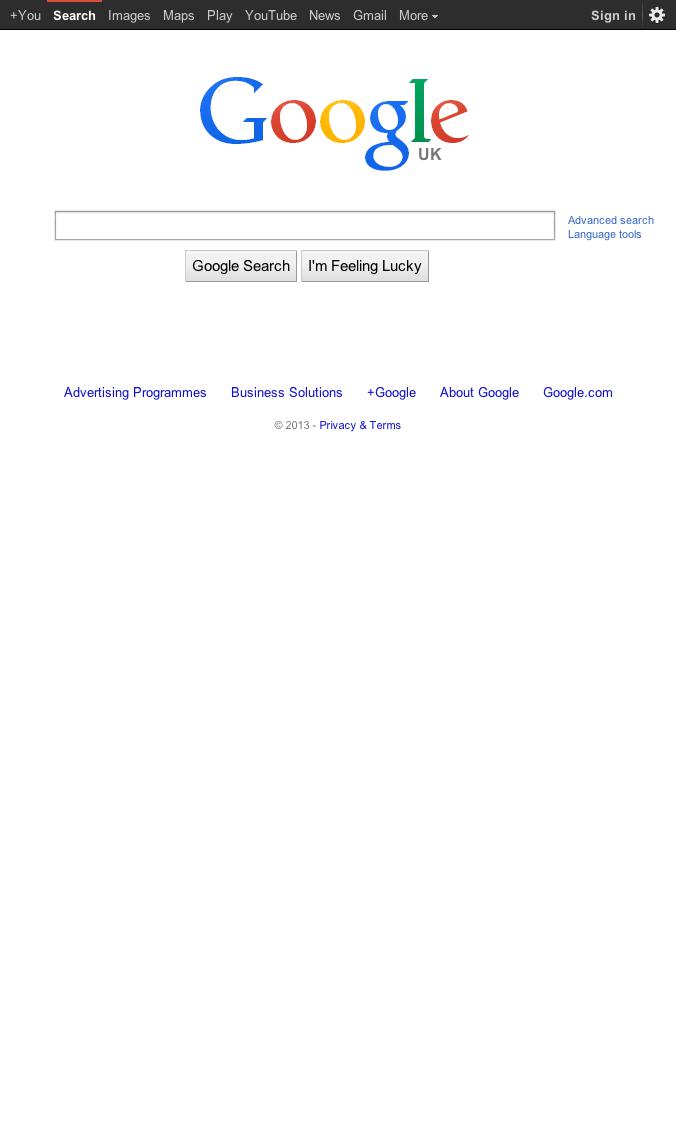 +You Search Images Maps Play YouTube News Gmail More Sign in
Google
UK
Advanced search
Language tools
Google Search I'm Feeling Lucky
Advertising Programmes Business Solutions +Google About Google Google.com
© 2013 - Privacy & Terms